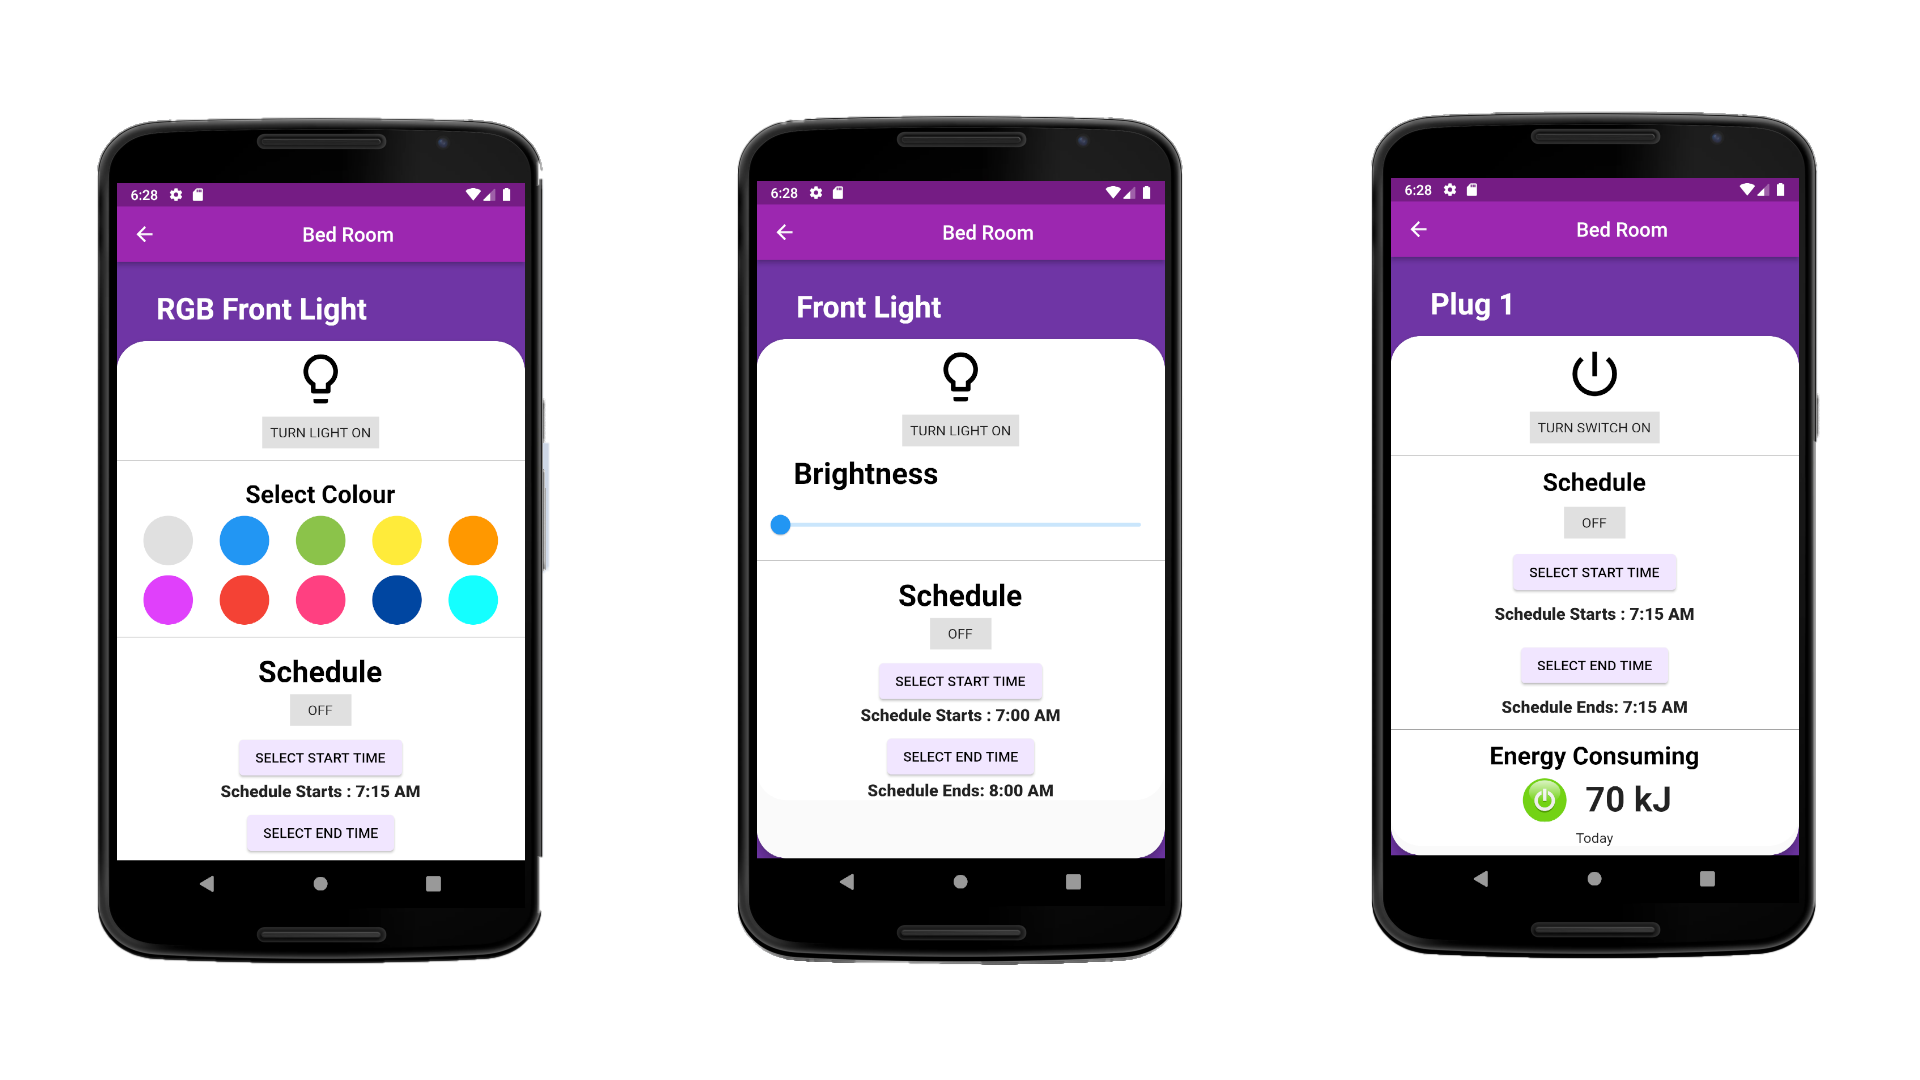 6:28
Bed Room
RGB Front Light
TURN LIGHT ON
Select Colour
Schedule
OFF
SELECT START TIME
Schedule Starts : 7:15 AM
SELECT END TIME
6:28
Bed Room
Front Light
TURN LIGHT ON
Brightness
Schedule
OFF
SELECT START TIME
Schedule Starts : 7:00 AM
SELECT END TIME
Schedule Ends: 8:00 AM
6:28
Bed Room
Plug 1
TURN SWITCH ON
Schedule
OFF
SELECT START TIME
Schedule Starts : 7:15 AM
SELECT END TIME
Schedule Ends: 7:15 AM
Energy Consuming
70 kJ
Today